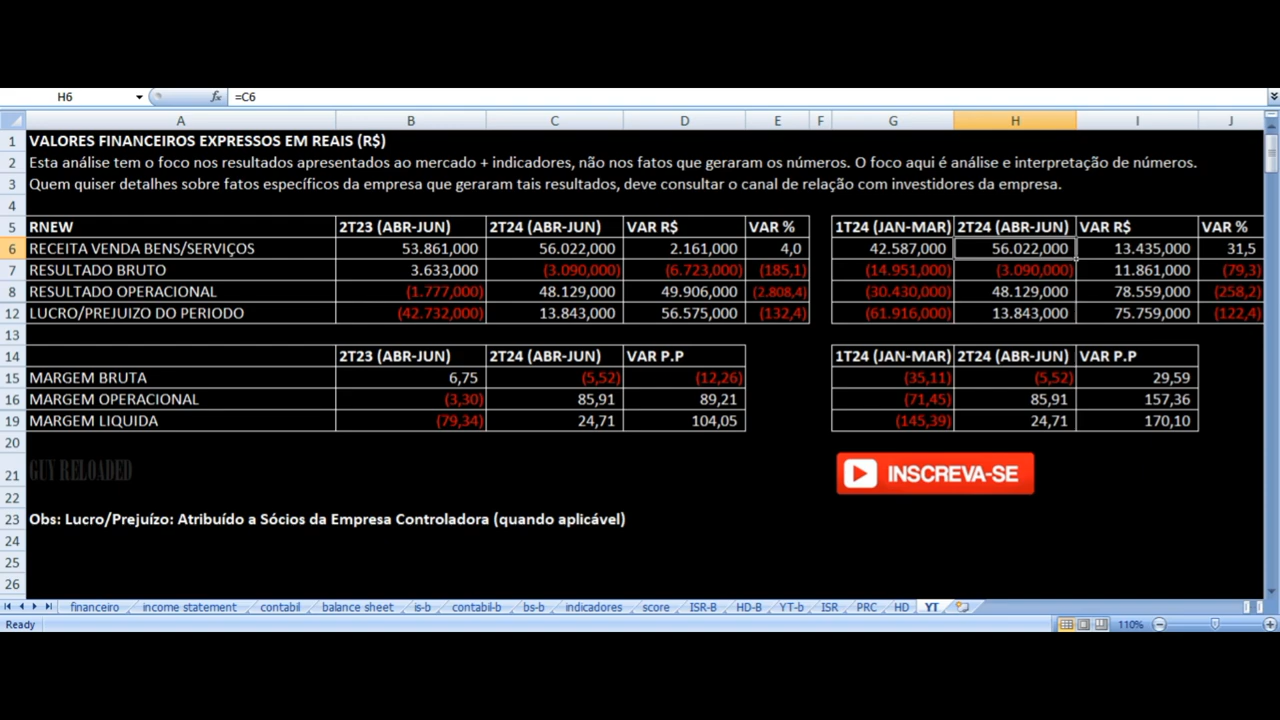 H6 fx =C6
A B C D E F G H I J
1 VALORES FINANCEIROS EXPRESSOS EM REAIS (R$)
2 Esta análise tem o foco nos resultados apresentados ao mercado + indicadores, não nos fatos que geraram os números. O foco aqui é análise e interpretação de números.
3 Quem quiser detalhes sobre fatos específicos da empresa que geraram tais resultados, deve consultar o canal de relação com investidores da empresa.
4
5 RNEW 2T23 (ABR-JUN) 2T24 (ABR-JUN) VAR R$ VAR % 1T24 (JAN-MAR) 2T24 (ABR-JUN) VAR R$ VAR %
6 RECEITA VENDA BENS/SERVIÇOS 53.861,000 56.022,000 2.161,000 4,0 42.587,000 56.022,000 13.435,000 31,5
7 RESULTADO BRUTO 3.633,000 (3.090,000) (6.723,000) (185,1) (14.951,000) (3.090,000) 11.861,000 (79,3)
8 RESULTADO OPERACIONAL (1.777,000) 48.129,000 49.906,000 (2.808,4) (30.430,000) 48.129,000 78.559,000 (258,2)
12 LUCRO/PREJUIZO DO PERIODO (42.732,000) 13.843,000 56.575,000 (132,4) (61.916,000) 13.843,000 75.759,000 (122,4)
13
14 2T23 (ABR-JUN) 2T24 (ABR-JUN) VAR P.P 1T24 (JAN-MAR) 2T24 (ABR-JUN) VAR P.P
15 MARGEM BRUTA 6,75 (5,52) (12,26) (35,11) (5,52) 29,59
16 MARGEM OPERACIONAL (3,30) 85,91 89,21 (71,45) 85,91 157,36
19 MARGEM LIQUIDA (79,34) 24,71 104,05 (145,39) 24,71 170,10
20
21 GUY RELOADED INSCREVA-SE
22
23 Obs: Lucro/Prejuízo: Atribuído a Sócios da Empresa Controladora (quando aplicável)
24
25
26
financeiro income statement contabil balance sheet is-b contabil-b bs-b indicadores score ISR-B HD-B YT-b ISR PRC HD YT
Ready 110%